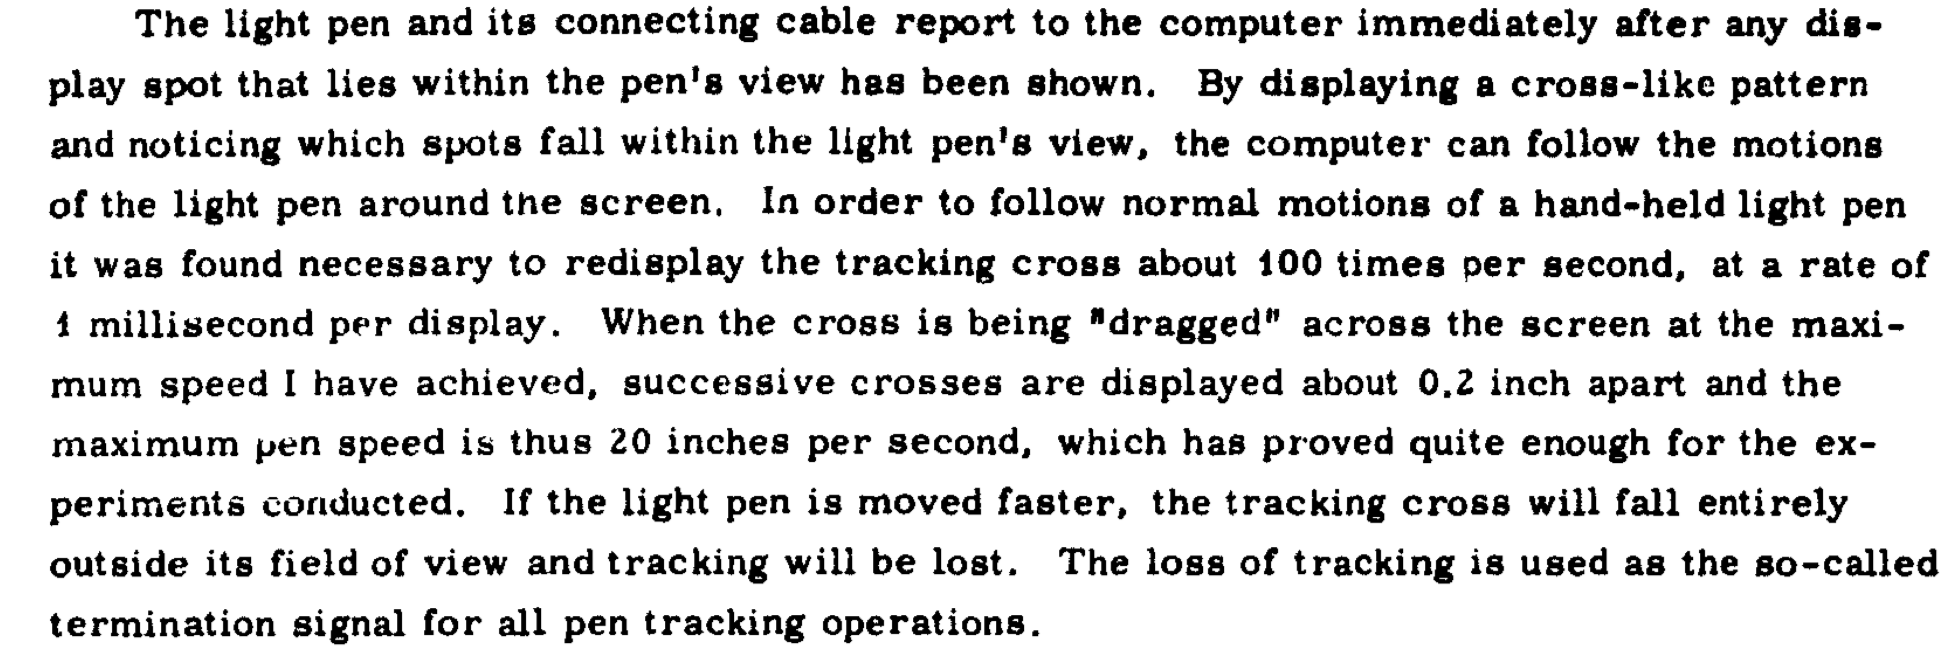 The light pen and its connecting cable report to the computer immediately after any dis-
play spot that lies within the pen's view has been shown. By displaying a cross-like pattern
and noticing which spots fall within the light pen's view, the computer can follow the motions
of the light pen around the screen. In order to follow normal motions of a hand-held light pen
it was found necessary to redisplay the tracking cross about 100 times per second, at a rate of
1 millisecond per display. When the cross is being "dragged" across the screen at the maxi-
mum speed I have achieved, successive crosses are displayed about 0.2 inch apart and the
maximum pen speed is thus 20 inches per second, which has proved quite enough for the ex-
periments conducted. If the light pen is moved faster, the tracking cross will fall entirely
outside its field of view and tracking will be lost. The loss of tracking is used as the so-called
termination signal for all pen tracking operations.